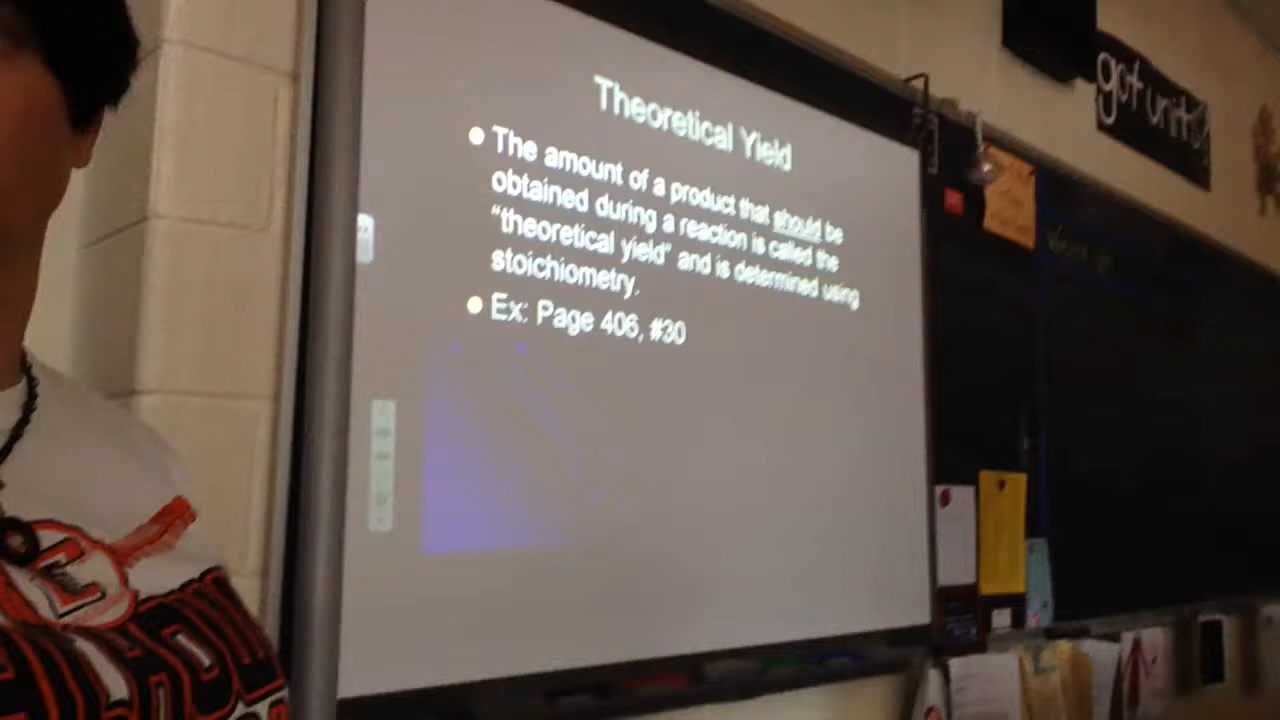 Theoretical Yield
The amount of a product that should be
obtained during a reaction is called the
"theoretical yield" and is determined using
stoichiometry.
Ex: Page 406, #30
got unity